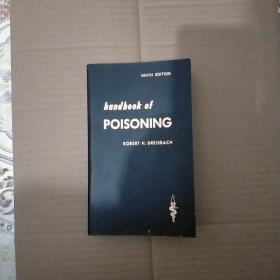 NINTH EDITION
handbook of
POISONING
ROBERT H. DREISBACH